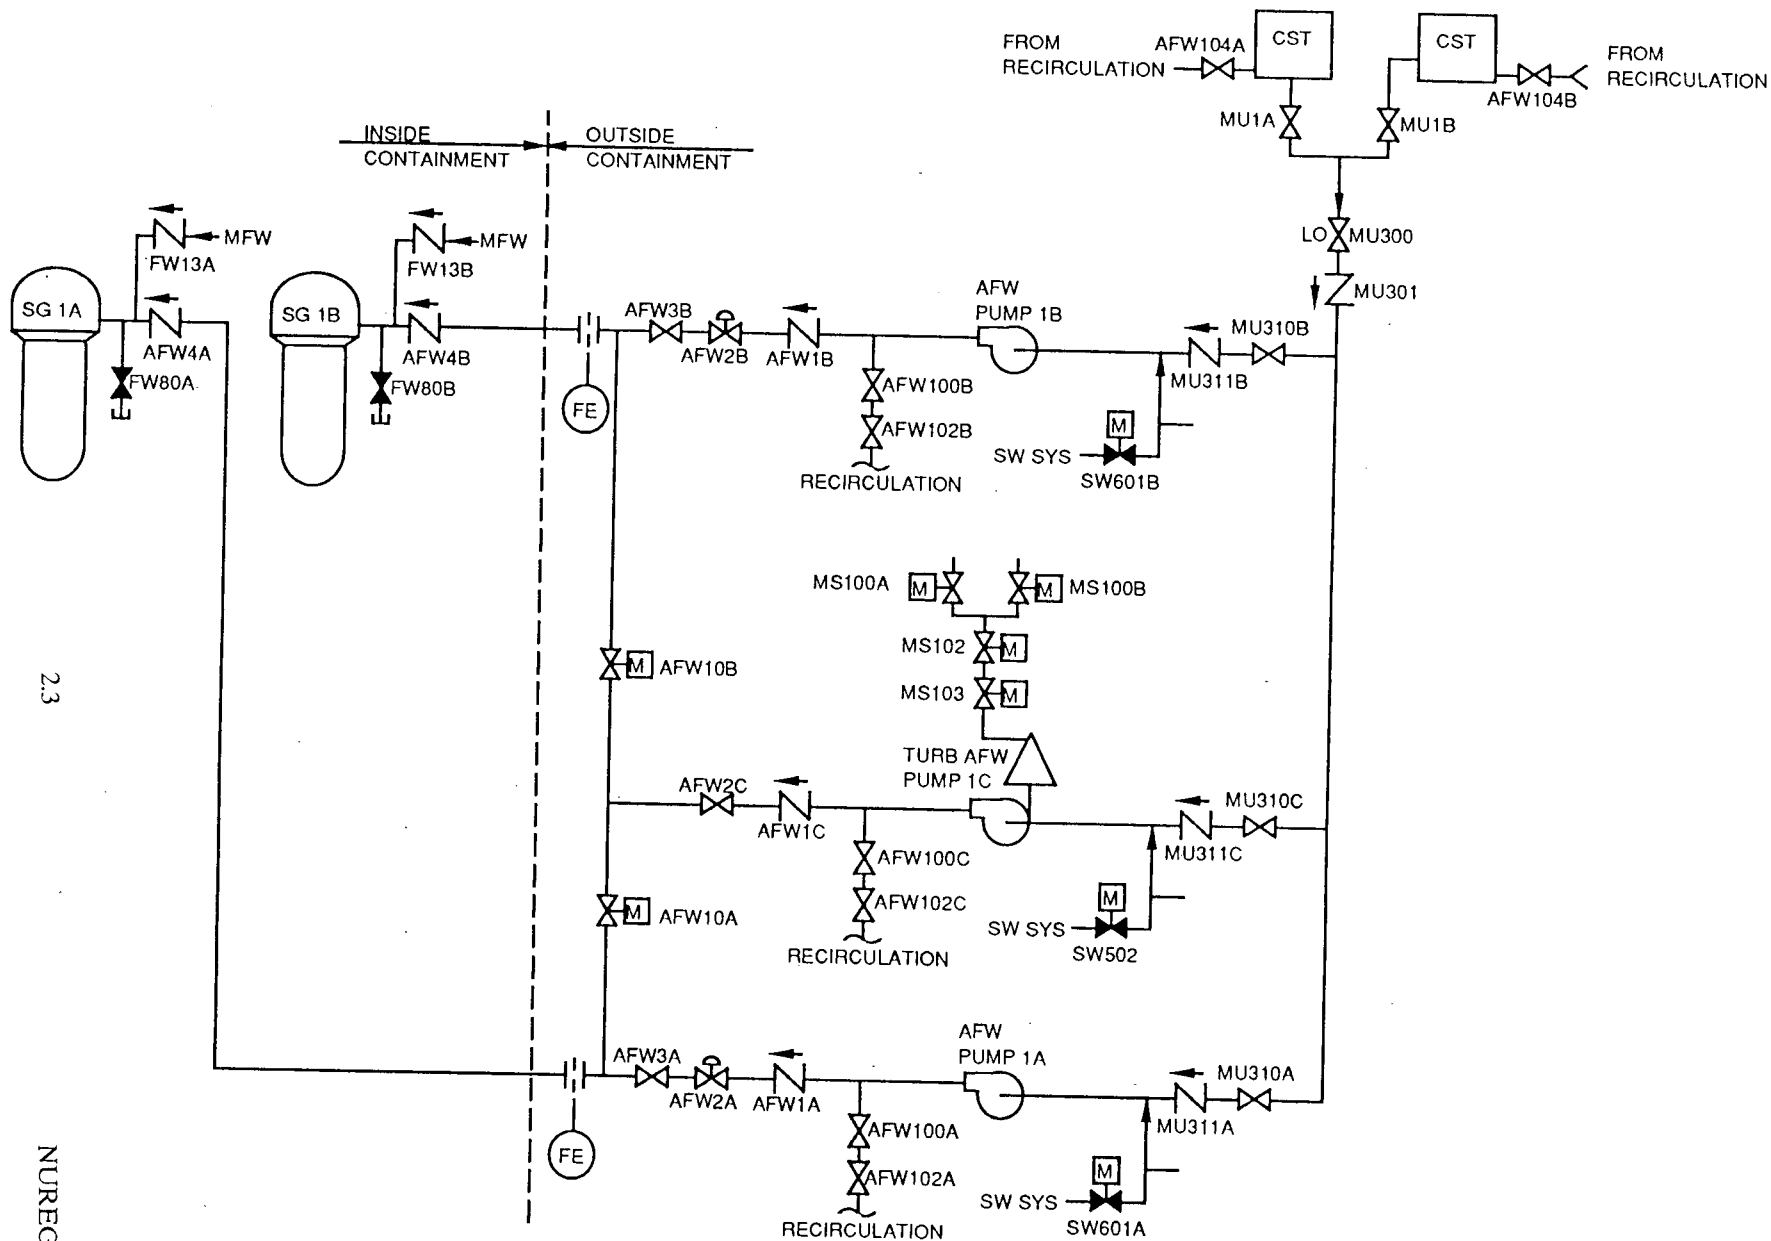 FROM
RECIRCULATION
AFW104A
CST
CST
FROM
RECIRCULATION
AFW104B
MU1A
MU1B
INSIDE
CONTAINMENT
OUTSIDE
CONTAINMENT
LO
MU300
MU301
MFW
FW13A
MFW
FW13B
SG 1A
AFW4A
FW80A
SG 1B
AFW4B
FW80B
FE
AFW3B
AFW2B
AFW1B
AFW
PUMP 1B
MU310B
MU311B
AFW100B
AFW102B
RECIRCULATION
M
SW SYS
SW601B
MS100A
M
M
MS100B
MS102
M
MS103
M
M
AFW10B
TURB AFW
PUMP 1C
AFW2C
AFW1C
MU310C
MU311C
AFW100C
AFW102C
RECIRCULATION
M
SW SYS
SW502
M
AFW10A
AFW
PUMP 1A
AFW3A
AFW2A
AFW1A
MU310A
MU311A
FE
AFW100A
AFW102A
RECIRCULATION
M
SW SYS
SW601A
2.3
NUREG